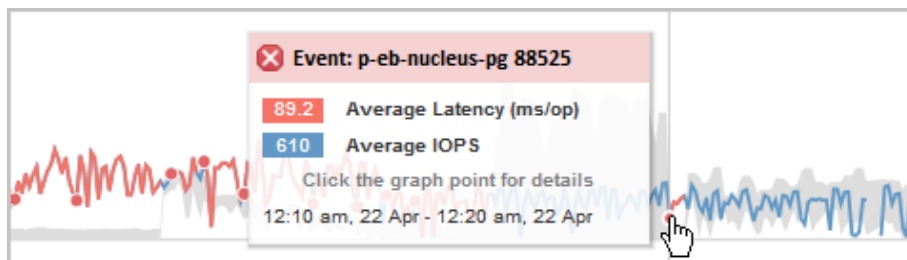 Event: p-eb-nucleus-pg 88525
89.2 Average Latency (ms/op)
610 Average IOPS
Click the graph point for details
12:10 am, 22 Apr - 12:20 am, 22 Apr